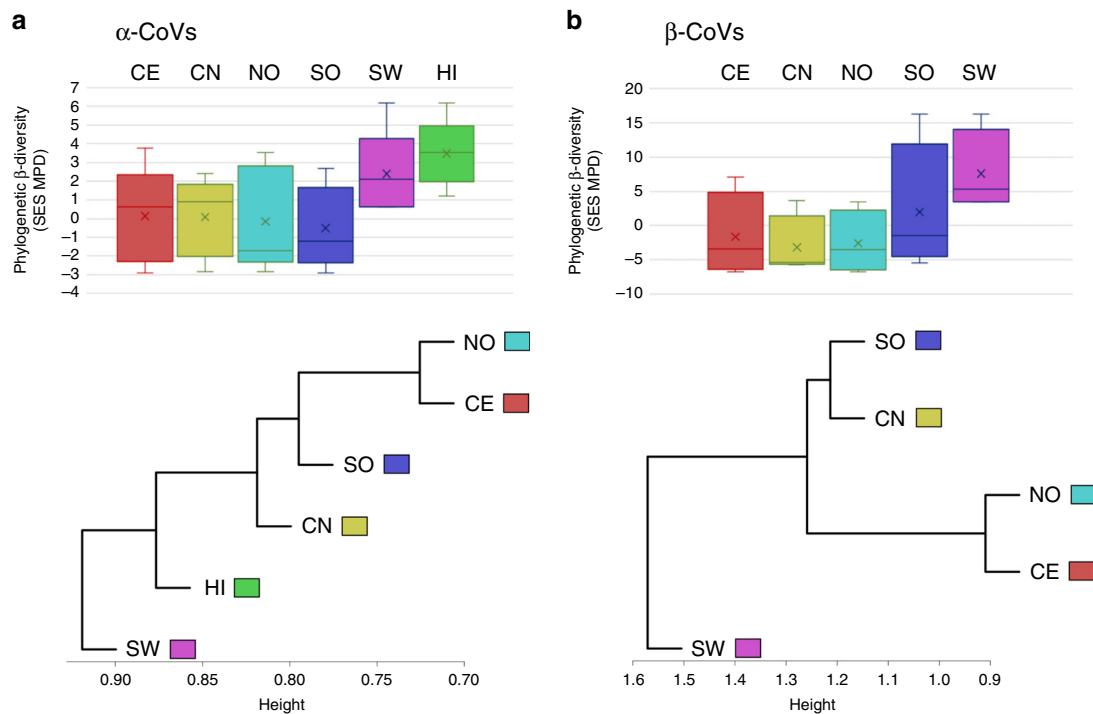 a
α-CoVs
CE CN NO SO SW HI
7
6
5
4
3
2
1
0
–1
–2
–3
–4
Phylogenetic β-diversity
(SES MPD)
NO
CE
SO
CN
HI
SW
0.90 0.85 0.80 0.75 0.70
Height
b
β-CoVs
CE CN NO SO SW
20
15
10
5
0
–5
–10
Phylogenetic β-diversity
(SES MPD)
SO
CN
NO
CE
SW
1.6 1.5 1.4 1.3 1.2 1.1 1.0 0.9
Height